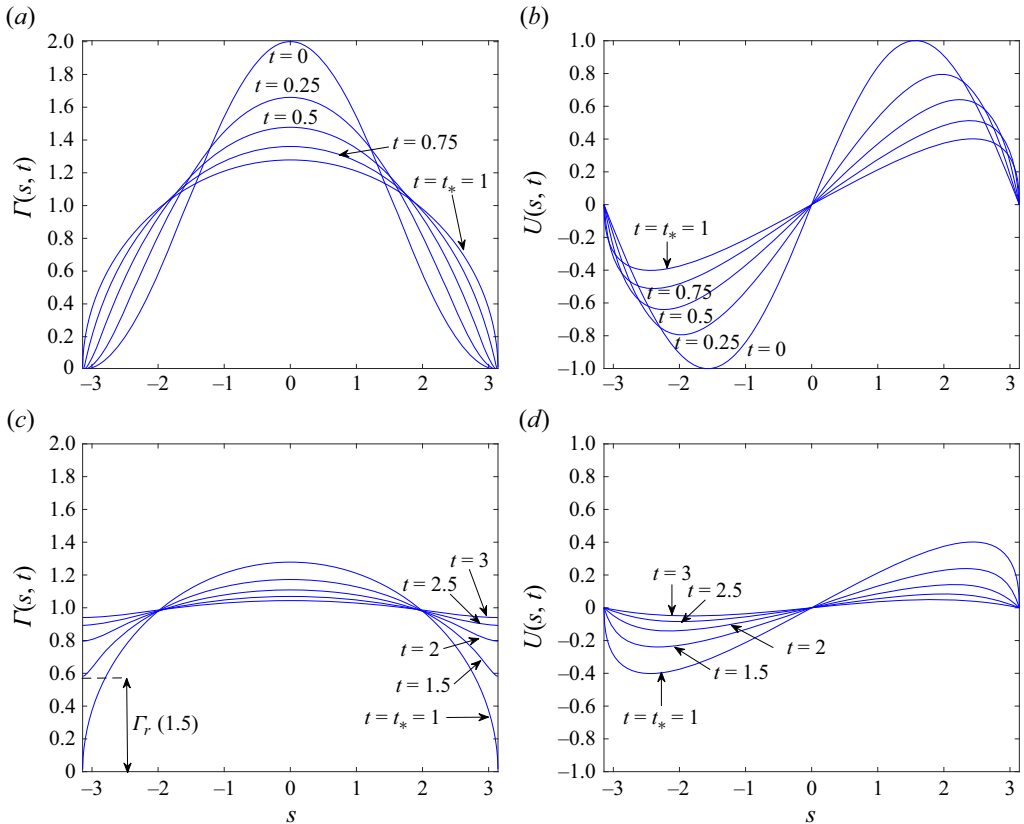 (a)
2.0
1.8
1.6
1.4
1.2
1.0
0.8
0.6
0.4
0.2
0
Γ(s, t)
t = 0
t = 0.25
t = 0.5
t = 0.75
t = t* = 1
–3 –2 –1 0 1 2 3
(b)
1.0
0.8
0.6
0.4
0.2
0
–0.2
–0.4
–0.6
–0.8
–1.0
U(s, t)
t = t* = 1
t = 0.75
t = 0.5
t = 0.25
t = 0
–3 –2 –1 0 1 2 3
(c)
2.0
1.8
1.6
1.4
1.2
1.0
0.8
0.6
0.4
0.2
0
Γ(s, t)
t = 3
t = 2.5
t = 2
t = 1.5
t = t* = 1
Γr (1.5)
–3 –2 –1 0 1 2 3
s
(d)
1.0
0.8
0.6
0.4
0.2
0
–0.2
–0.4
–0.6
–0.8
–1.0
U(s, t)
t = 3
t = 2.5
t = 2
t = 1.5
t = t* = 1
–3 –2 –1 0 1 2 3
s